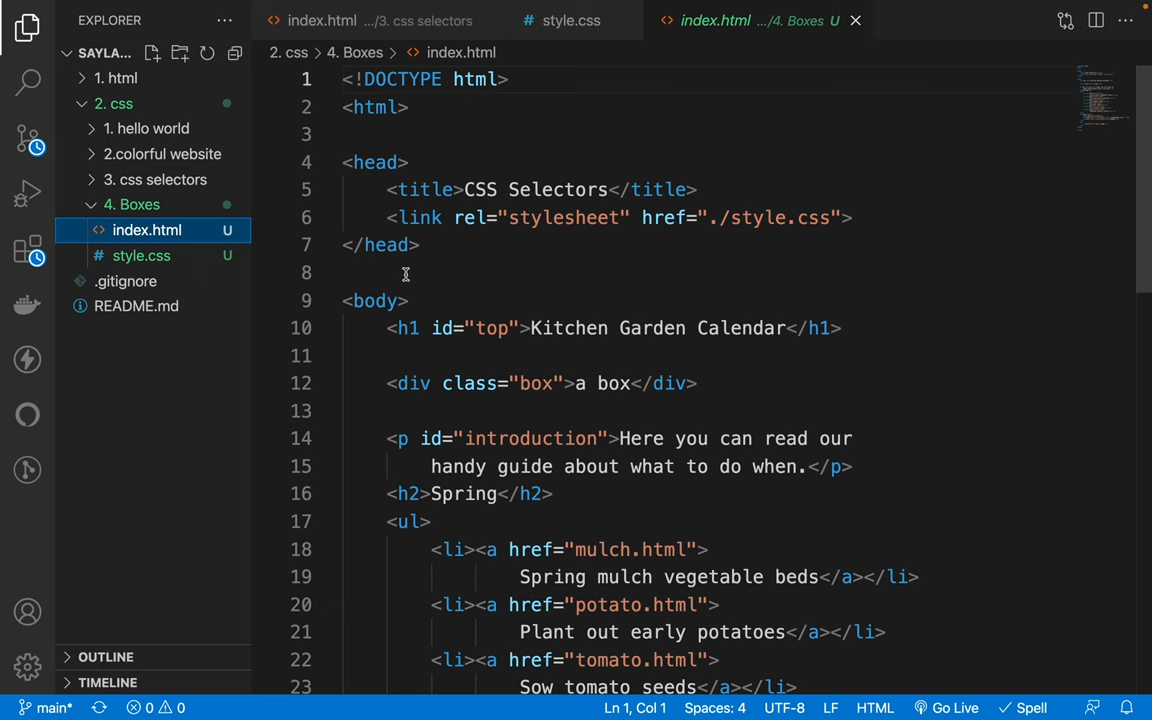 EXPLORER
index.html .../3. css selectors
style.css
index.html .../4. Boxes U
SAYLA...
2. css > 4. Boxes > index.html
1. html
2. css
1. hello world
2.colorful website
3. css selectors
4. Boxes
index.html U
style.css U
.gitignore
README.md
OUTLINE
TIMELINE
1 <!DOCTYPE html>
2 <html>
3
4 <head>
5 <title>CSS Selectors</title>
6 <link rel="stylesheet" href="./style.css">
7 </head>
8
9 <body>
10 <h1 id="top">Kitchen Garden Calendar</h1>
11
12 <div class="box">a box</div>
13
14 <p id="introduction">Here you can read our
15 handy guide about what to do when.</p>
16 <h2>Spring</h2>
17 <ul>
18 <li><a href="mulch.html">
19 Spring mulch vegetable beds</a></li>
20 <li><a href="potato.html">
21 Plant out early potatoes</a></li>
22 <li><a href="tomato.html">
23 Sow tomato seeds</a></li>
main* 0 0 Ln 1, Col 1 Spaces: 4 UTF-8 LF HTML Go Live Spell